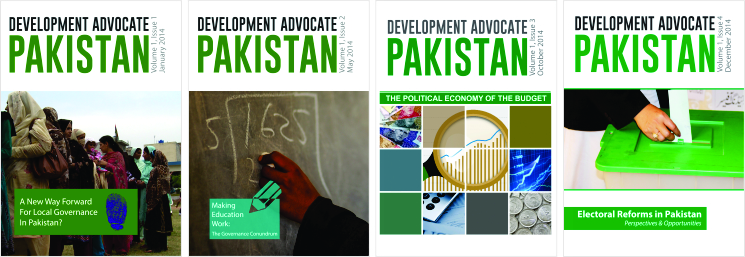 DEVELOPMENT ADVOCATE
PAKISTAN
Volume 1, Issue 1
January 2014
A New Way Forward
For Local Governance
In Pakistan?
DEVELOPMENT ADVOCATE
PAKISTAN
Volume 1, Issue 2
May 2014
5 1625
Making
Education
Work:
The Governance Conundrum
DEVELOPMENT ADVOCATE
PAKISTAN
Volume 1, Issue 3
October 2014
THE POLITICAL ECONOMY OF THE BUDGET
DEVELOPMENT ADVOCATE
PAKISTAN
Volume 1, Issue 4
December 2014
Electoral Reforms in Pakistan
Perspectives & Opportunities